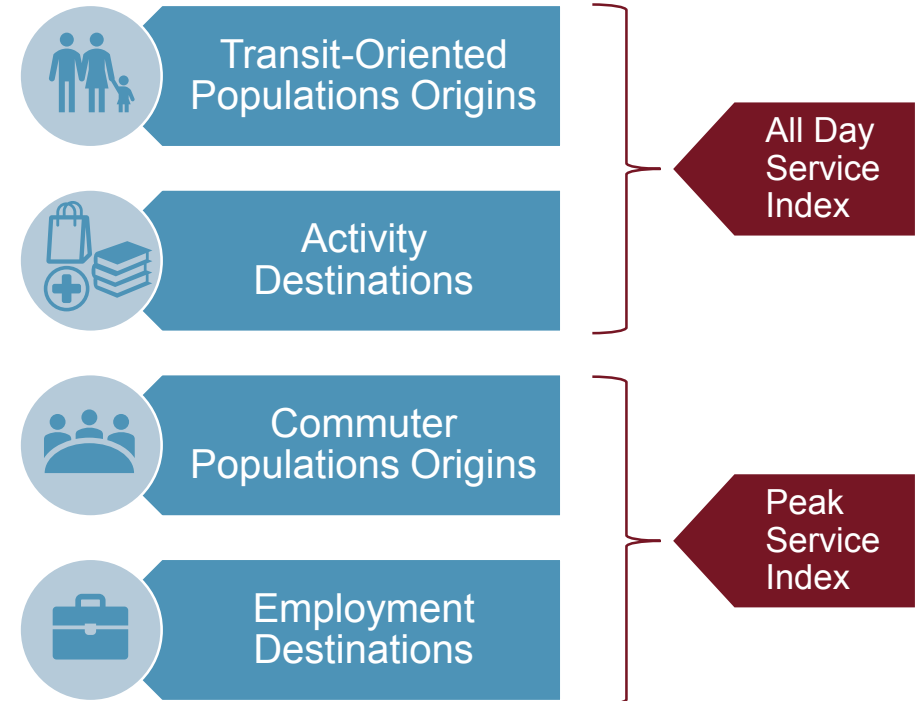 Transit-Oriented
Populations Origins
Activity
Destinations
All Day
Service
Index
Commuter
Populations Origins
Employment
Destinations
Peak
Service
Index